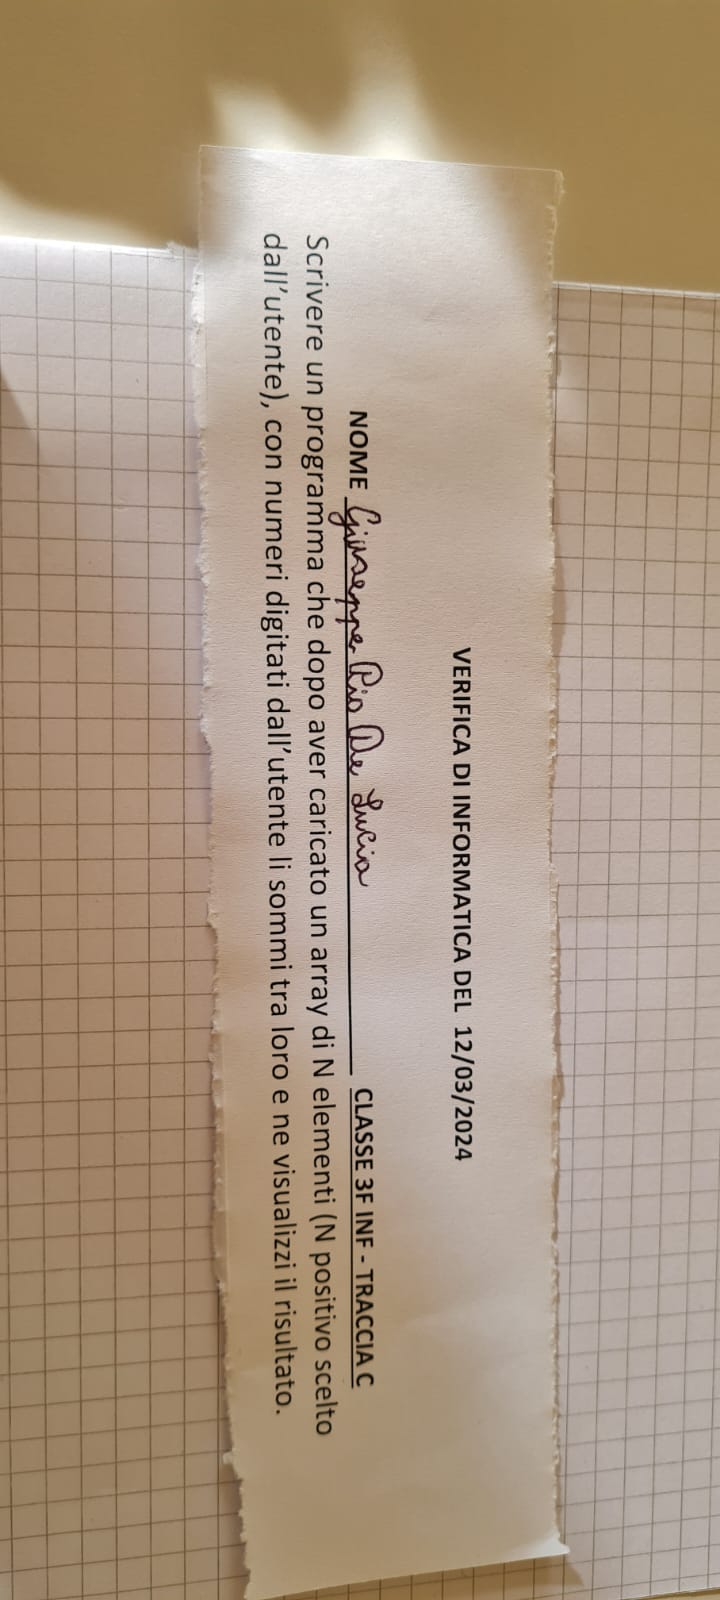 VERIFICA DI INFORMATICA DEL 12/03/2024
NOME Giuseppe Pio De Lucia CLASSE 3F INF - TRACCIA C
Scrivere un programma che dopo aver caricato un array di N elementi (N positivo scelto
dall'utente), con numeri digitati dall'utente li sommi tra loro e ne visualizzi il risultato.